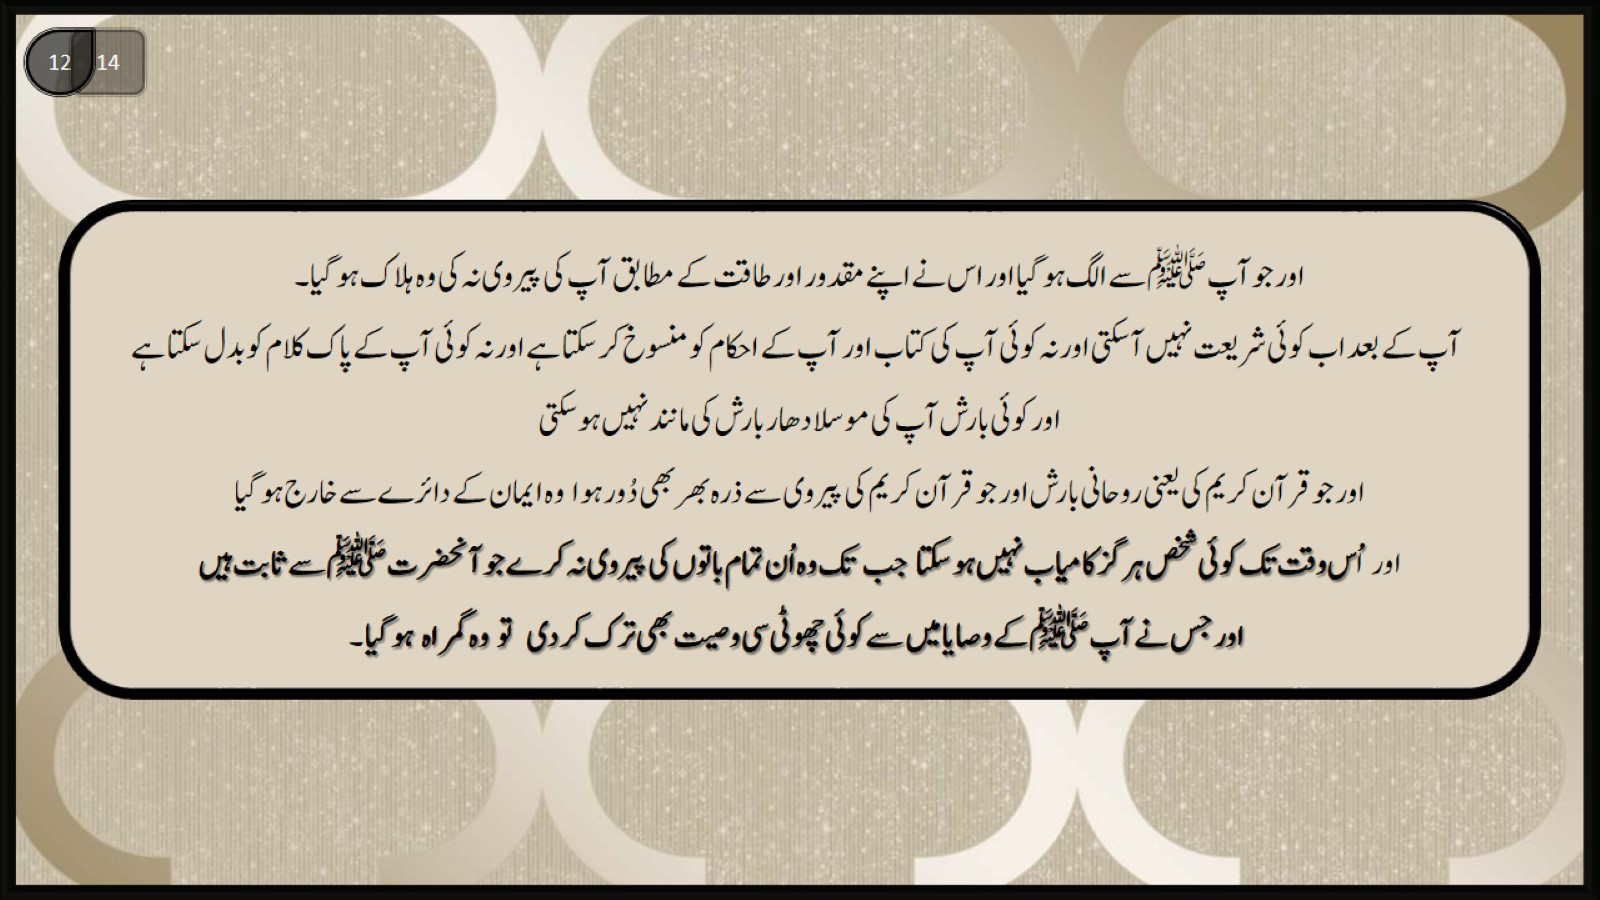 12 14
اور جو آپ ﷺ سے الگ ہو گیا اور اس نے اپنے مقدور اور طاقت کے مطابق آپ کی پیروی نہ کی وہ ہلاک ہو گیا۔
آپ کے بعد اب کوئی شریعت نہیں آسکتی اور نہ کوئی آپ کی کتاب اور آپ کے احکام کو منسوخ کر سکتا ہے اور نہ کوئی آپ کے پاک کلام کو بدل سکتا ہے
اور کوئی بارش آپ کی موسلا دھار بارش کی مانند نہیں ہو سکتی
اور جو قرآن کریم کی یعنی روحانی بارش اور جو قرآن کریم کی پیروی سے ذرہ بھر بھی دُور ہوا وہ ایمان کے دائرے سے خارج ہو گیا
اور اُس وقت تک کوئی شخص ہر گز کامیاب نہیں ہو سکتا جب تک وہ اُن تمام باتوں کی پیروی نہ کرے جو آنحضرت ﷺ سے ثابت ہیں
اور جس نے آپ ﷺ کے وصایا میں سے کوئی چھوٹی سی وصیت بھی ترک کر دی تو وہ گمراہ ہو گیا۔